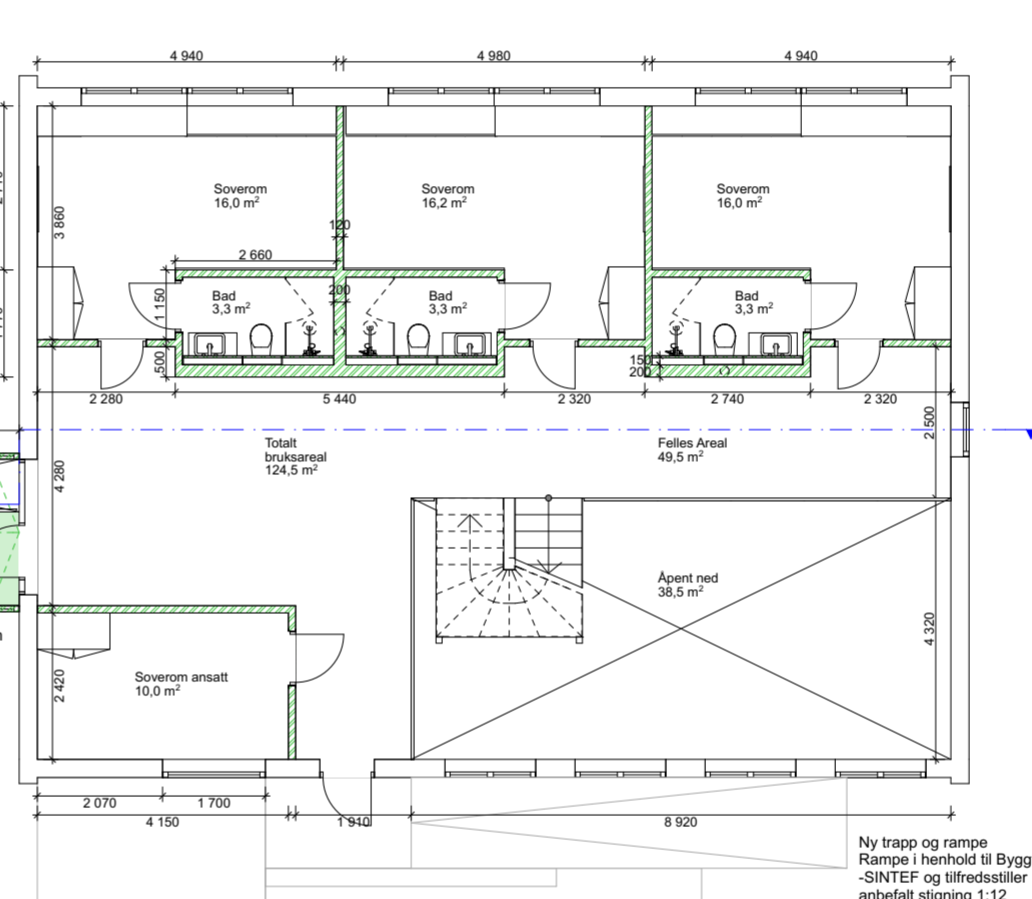 4 940
4 980
4 940
Soverom
16,0 m²
Soverom
16,2 m²
Soverom
16,0 m²
3 860
120
2 660
200
1 150
Bad
3,3 m²
Bad
3,3 m²
Bad
3,3 m²
500
150
200
2 280
5 440
2 320
2 740
2 320
2 500
Totalt
bruksareal
124,5 m²
Felles Areal
49,5 m²
4 280
Åpent ned
38,5 m²
4 320
Soverom ansatt
10,0 m²
2 420
2 070
1 700
4 150
1 910
8 920
Ny trapp og rampe
Rampe i henhold til Bygg
-SINTEF og tilfredsstiller
anbefalt stigning 1:12